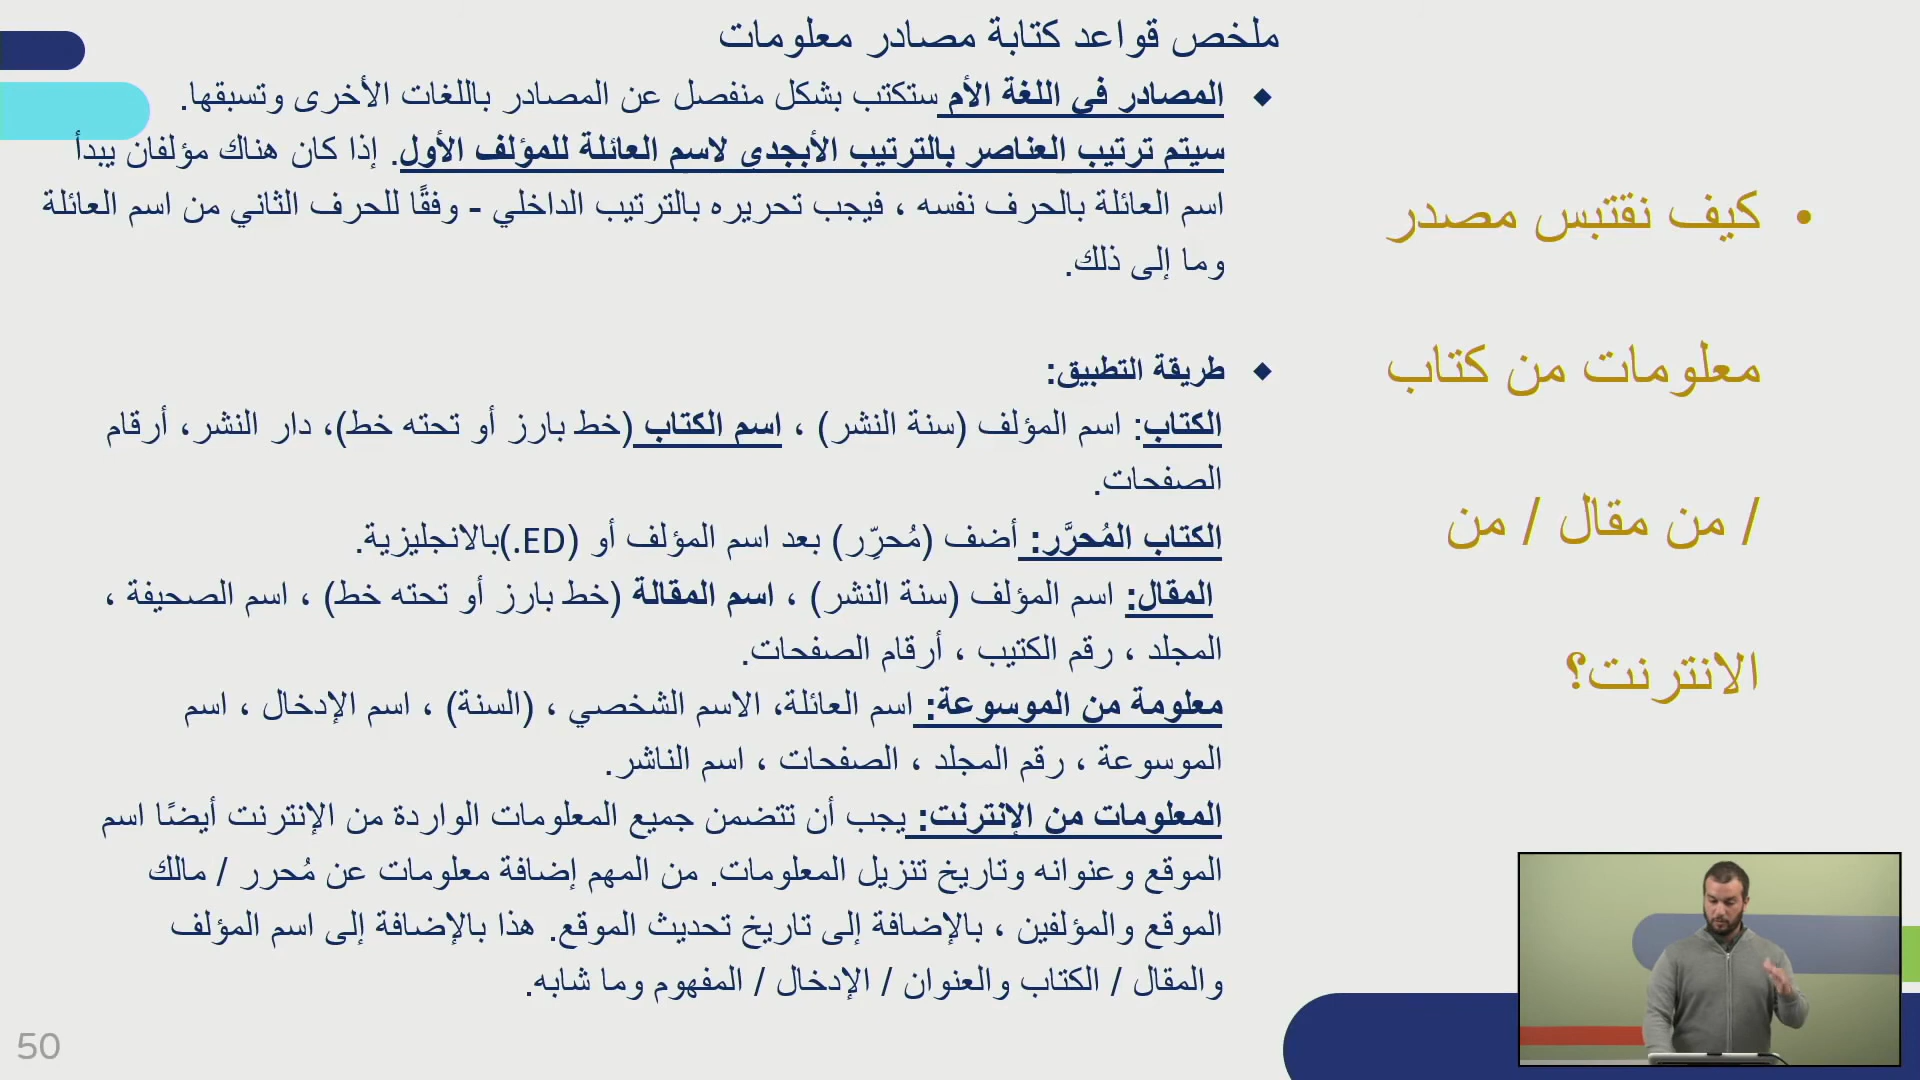 ملخص قواعد كتابة مصادر معلومات
◆ المصادر في اللغة الأم ستكتب بشكل منفصل عن المصادر باللغات الأخرى وتسبقها.
سيتم ترتيب العناصر بالترتيب الأبجدي لاسم العائلة للمؤلف الأول. إذا كان هناك مؤلفان يبدأ
اسم العائلة بالحرف نفسه ، فيجب تحريره بالترتيب الداخلي - وفقًا للحرف الثاني من اسم العائلة
وما إلى ذلك.
◆ طريقة التطبيق:
الكتاب: اسم المؤلف (سنة النشر) ، اسم الكتاب (خط بارز أو تحته خط)، دار النشر، أرقام
الصفحات.
الكتاب المُحرَّر: أضف (مُحرِّر) بعد اسم المؤلف أو (ED.)بالانجليزية.
المقال: اسم المؤلف (سنة النشر) ، اسم المقالة (خط بارز أو تحته خط) ، اسم الصحيفة ،
المجلد ، رقم الكتيب ، أرقام الصفحات.
معلومة من الموسوعة: اسم العائلة، الاسم الشخصي ، (السنة) ، اسم الإدخال ، اسم
الموسوعة ، رقم المجلد ، الصفحات ، اسم الناشر.
المعلومات من الإنترنت: يجب أن تتضمن جميع المعلومات الواردة من الإنترنت أيضًا اسم
الموقع وعنوانه وتاريخ تنزيل المعلومات. من المهم إضافة معلومات عن مُحرر / مالك
الموقع والمؤلفين ، بالإضافة إلى تاريخ تحديث الموقع. هذا بالإضافة إلى اسم المؤلف
والمقال / الكتاب والعنوان / الإدخال / المفهوم وما شابه.
• كيف نقتبس مصدر
معلومات من كتاب
/ من مقال / من
الانترنت؟
50